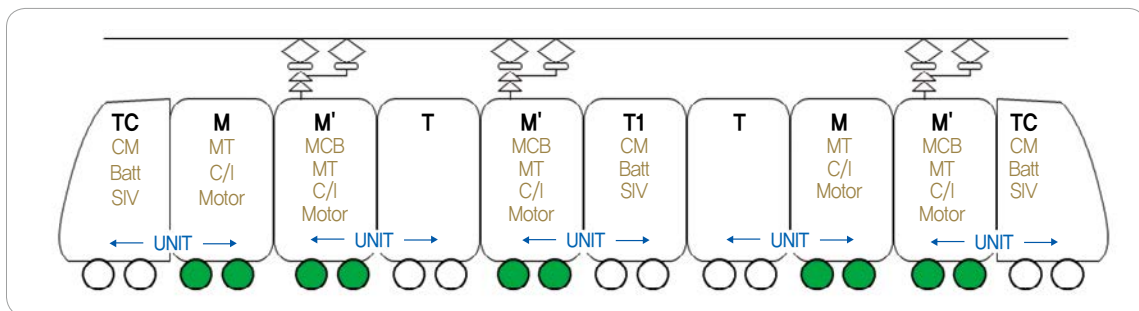 TC
CM
Batt
SIV
M
MT
C/I
Motor
M'
MCB
MT
C/I
Motor
T
M'
MCB
MT
C/I
Motor
T1
CM
Batt
SIV
T
M
MT
C/I
Motor
M'
MCB
MT
C/I
Motor
TC
CM
Batt
SIV
UNIT
UNIT
UNIT
UNIT
UNIT